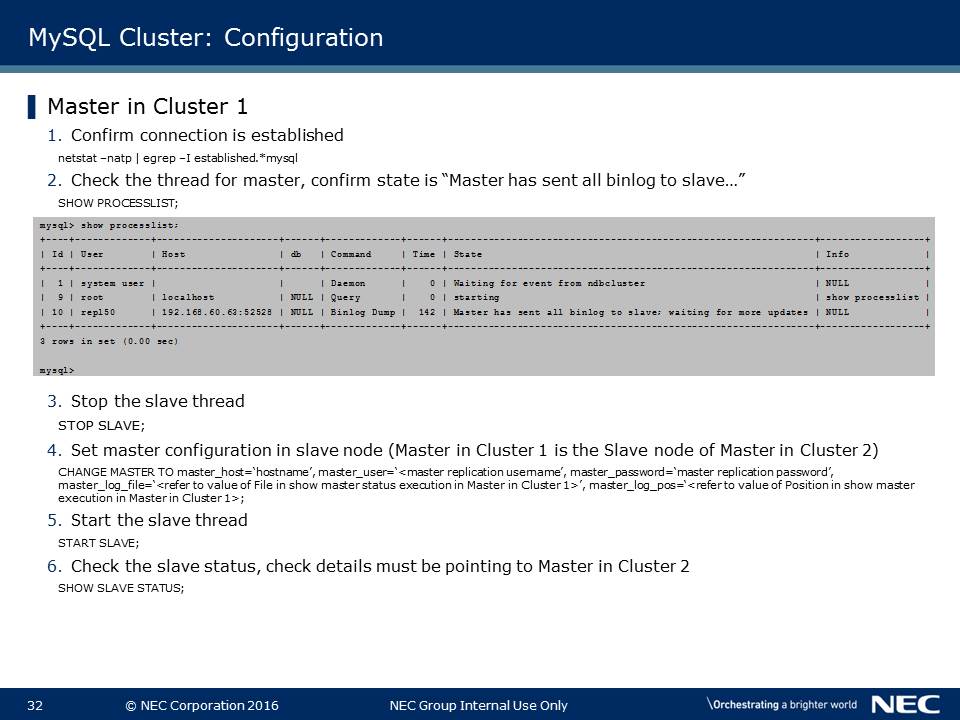 MySQL Cluster: Configuration
Master in Cluster 1
1. Confirm connection is established
netstat –natp | egrep –I established.*mysql
2. Check the thread for master, confirm state is “Master has sent all binlog to slave…”
SHOW PROCESSLIST;
mysql> show processlist;
+----+-------------+--------------------+------+-------------+------+---------------------------------------------------------------+------------------+
| Id | User | Host | db | Command | Time | State | Info |
+----+-------------+--------------------+------+-------------+------+---------------------------------------------------------------+------------------+
| 1 | system user | | | Daemon | 0 | Waiting for event from ndbcluster | NULL |
| 9 | root | localhost | NULL | Query | 0 | starting | show processlist |
| 10 | repl50 | 192.168.60.63:52528 | NULL | Binlog Dump | 142 | Master has sent all binlog to slave; waiting for more updates | NULL |
+----+-------------+--------------------+------+-------------+------+---------------------------------------------------------------+------------------+
3 rows in set (0.00 sec)
mysql>
3. Stop the slave thread
STOP SLAVE;
4. Set master configuration in slave node (Master in Cluster 1 is the Slave node of Master in Cluster 2)
CHANGE MASTER TO master_host=‘hostname’, master_user=‘<master replication username’, master_password=‘master replication password’,
master_log_file=‘<refer to value of File in show master status execution in Master in Cluster 1>’, master_log_pos=‘<refer to value of Position in show master
execution in Master in Cluster 1>;
5. Start the slave thread
START SLAVE;
6. Check the slave status, check details must be pointing to Master in Cluster 2
SHOW SLAVE STATUS;
32 © NEC Corporation 2016 NEC Group Internal Use Only \Orchestrating a brighter world NEC